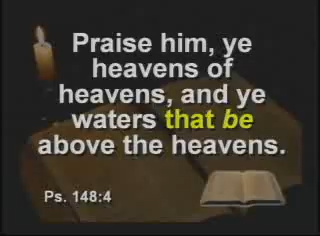 Praise him, ye
heavens of
heavens, and ye
waters that be
above the heavens.
Ps. 148:4